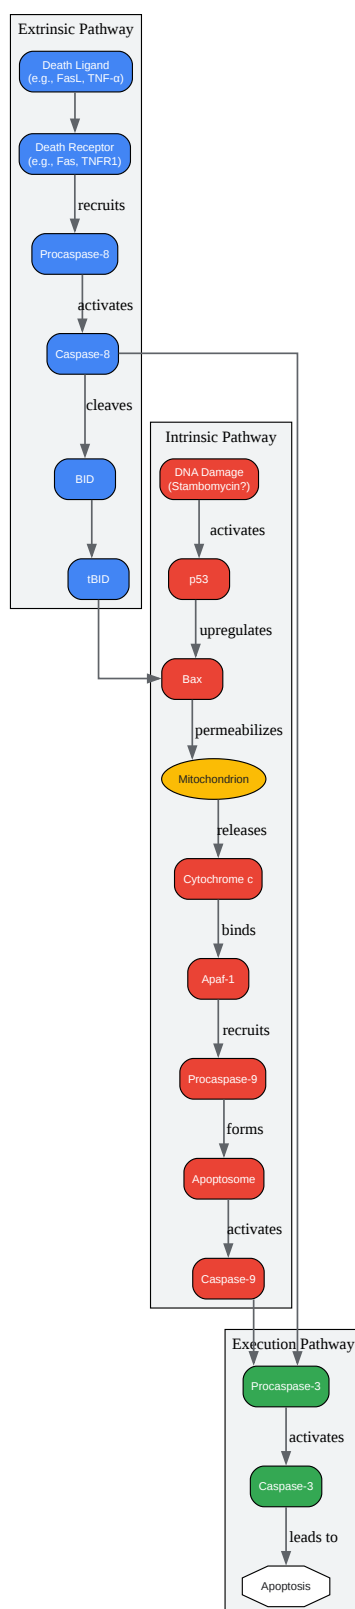 Extrinsic Pathway
Death Ligand
(e.g., FasL, TNF-α)
Death Receptor
(e.g., Fas, TNFR1)
recruits
Procaspase-8
activates
Caspase-8
cleaves
BID
tBID
Intrinsic Pathway
DNA Damage
(Stambomycin?)
activates
p53
upregulates
Bax
permeabilizes
Mitochondrion
releases
Cytochrome c
binds
Apaf-1
recruits
Procaspase-9
forms
Apoptosome
activates
Caspase-9
Execution Pathway
Procaspase-3
activates
Caspase-3
leads to
Apoptosis